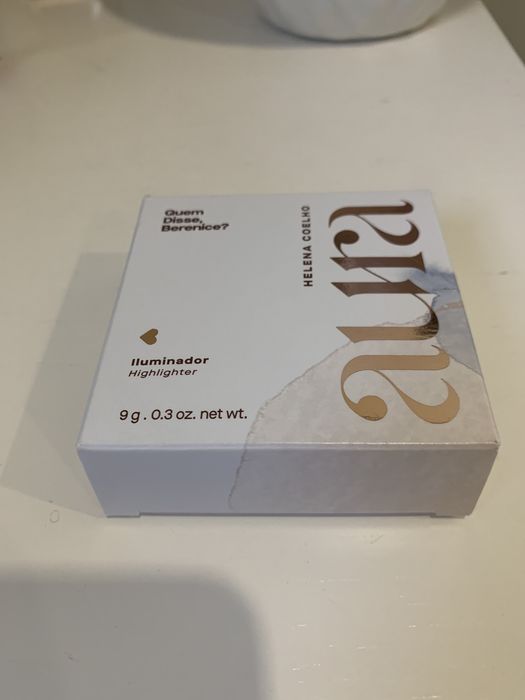 Quem
Disse,
Berenice?
HELENA COELHO
aura
Iluminador
Highlighter
9 g . 0.3 oz. net wt.